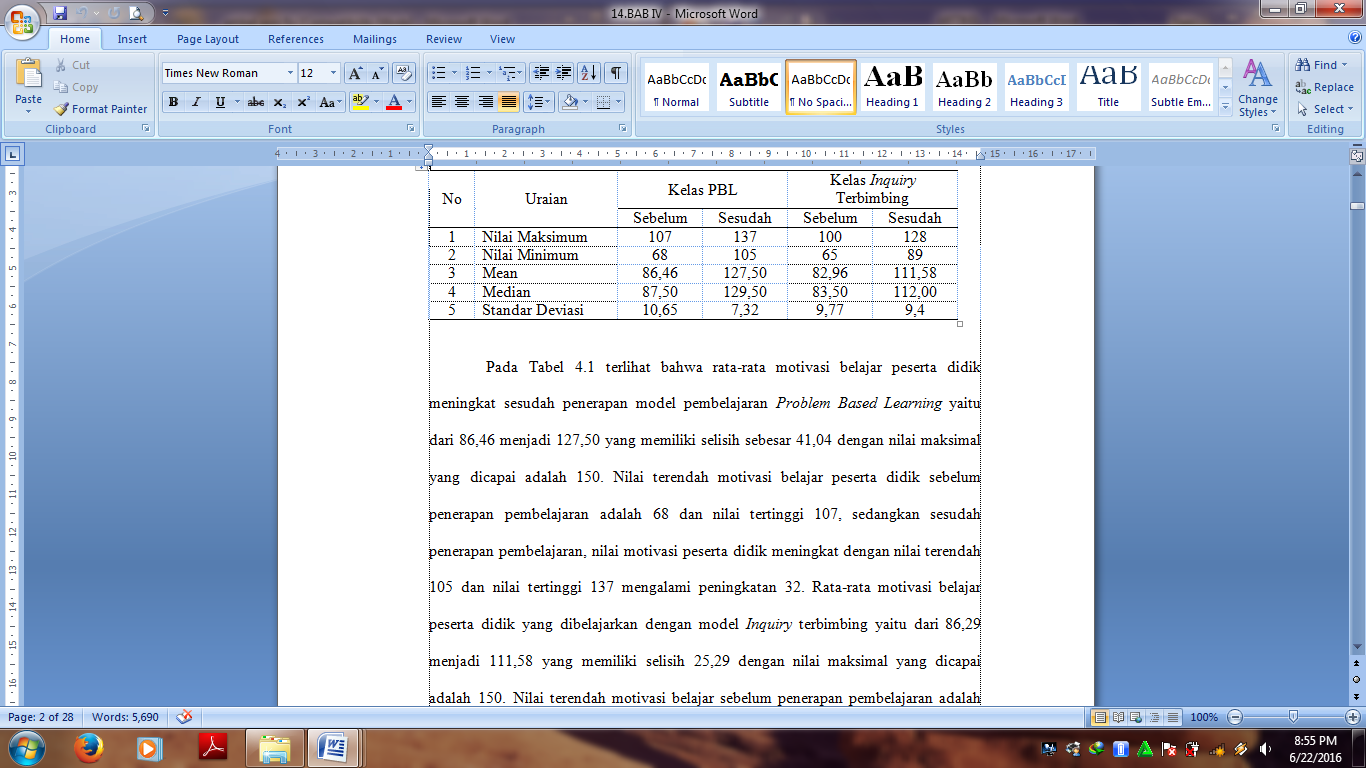 14.BAB IV - Microsoft Word
Home Insert Page Layout References Mailings Review View
Paste
Cut
Copy
Format Painter
Clipboard
Times New Roman 12
B I U abc x₂ x² Aa
Font
Paragraph
AaBbCcDc AaBbC AaBbCcDc AaB AaBb AaBbCcI AaB AaBbCcDc
¶ Normal Subtitle ¶ No Spaci... Heading 1 Heading 2 Heading 3 Title Subtle Em...
Change Styles
Styles
Find
Replace
Select
Editing
No Uraian Kelas PBL Kelas Inquiry
Terbimbing
Sebelum Sesudah Sebelum Sesudah
1 Nilai Maksimum 107 137 100 128
2 Nilai Minimum 68 105 65 89
3 Mean 86,46 127,50 82,96 111,58
4 Median 87,50 129,50 83,50 112,00
5 Standar Deviasi 10,65 7,32 9,77 9,4
Pada Tabel 4.1 terlihat bahwa rata-rata motivasi belajar peserta didik
meningkat sesudah penerapan model pembelajaran Problem Based Learning yaitu
dari 86,46 menjadi 127,50 yang memiliki selisih sebesar 41,04 dengan nilai maksimal
yang dicapai adalah 150. Nilai terendah motivasi belajar peserta didik sebelum
penerapan pembelajaran adalah 68 dan nilai tertinggi 107, sedangkan sesudah
penerapan pembelajaran, nilai motivasi peserta didik meningkat dengan nilai terendah
105 dan nilai tertinggi 137 mengalami peningkatan 32. Rata-rata motivasi belajar
peserta didik yang dibelajarkan dengan model Inquiry terbimbing yaitu dari 86,29
menjadi 111,58 yang memiliki selisih 25,29 dengan nilai maksimal yang dicapai
adalah 150. Nilai terendah motivasi belajar sebelum penerapan pembelajaran adalah
Page: 2 of 28 Words: 5,690 100%
8:55 PM
6/22/2016